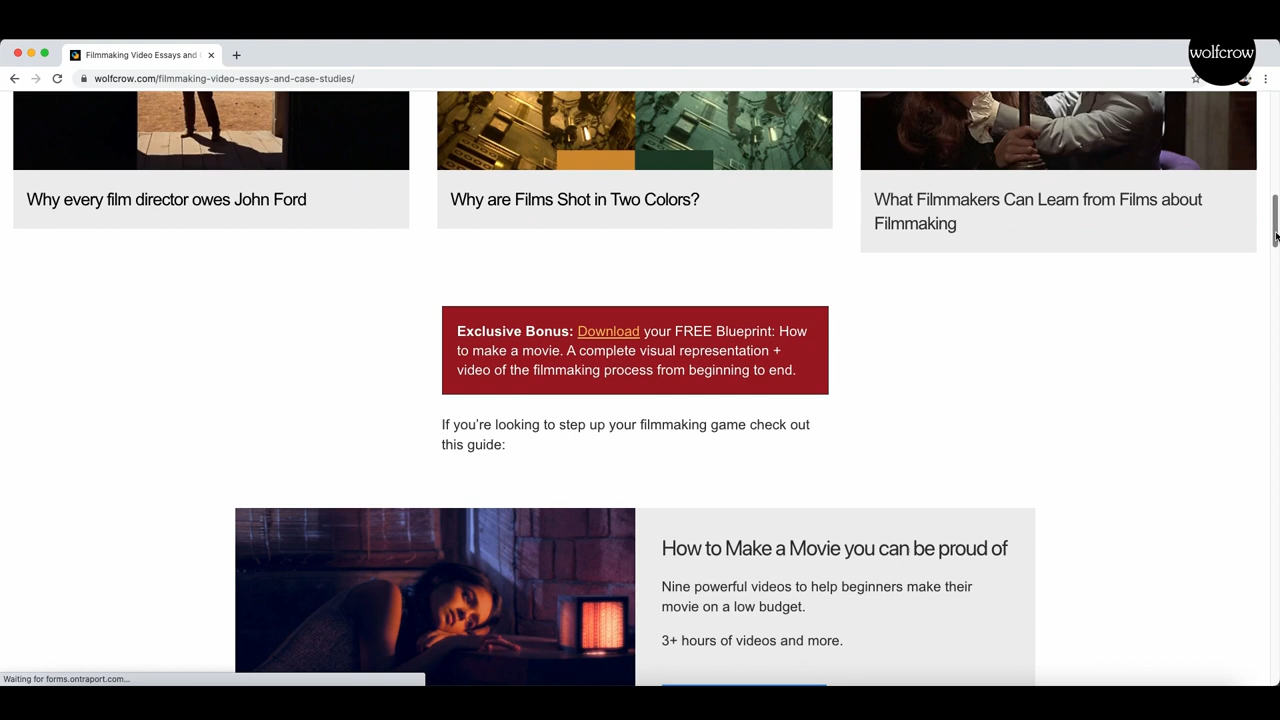 wolfcrow
Filmmaking Video Essays and
wolfcrow.com/filmmaking-video-essays-and-case-studies/
Why every film director owes John Ford
Why are Films Shot in Two Colors?
What Filmmakers Can Learn from Films about
Filmmaking
Exclusive Bonus: Download your FREE Blueprint: How
to make a movie. A complete visual representation +
video of the filmmaking process from beginning to end.
If you’re looking to step up your filmmaking game check out
this guide:
How to Make a Movie you can be proud of
Nine powerful videos to help beginners make their
movie on a low budget.
3+ hours of videos and more.
Waiting for forms.ontraport.com...